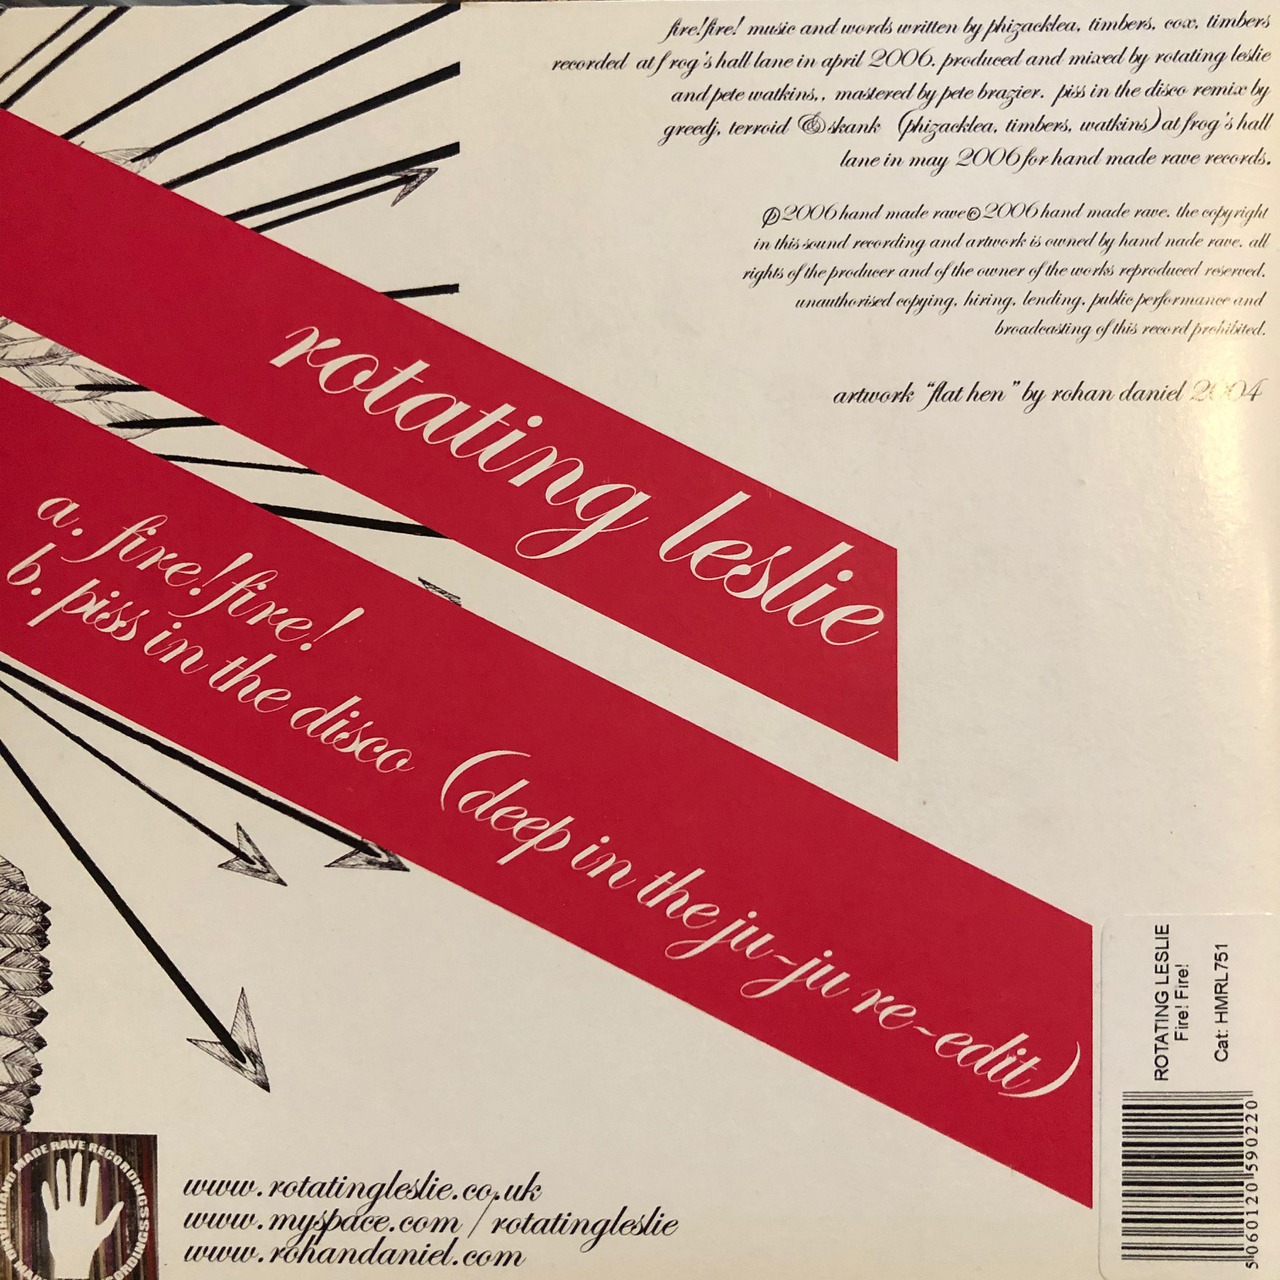 fire!fire! music and words written by phizacklea, timbers, cox, timbers
recorded at frog's hall lane in april 2006. produced and mixed by rotating leslie
and pete watkins,. mastered by pete brazier. piss in the disco remix by
greedj, terroid & skank (phizacklea, timbers, watkins) at frog's hall
lane in may 2006 for hand made rave records.
℗2006 hand made rave ©2006 hand made rave. the copyright
in this sound recording and artwork is owned by hand nade rave. all
rights of the producer and of the owner of the works reproduced reserved.
unauthorised copying, hiring, lending, public performance and
broadcasting of this record prohibited.
artwork "flat hen" by rohan daniel 2004
rotating leslie
a. fire!fire!
b. piss in the disco (deep in the ju-ju re-edit)
ROTATING LESLIE
Fire! Fire!
Cat: HMRL751
5 060120 590220
HAND MADE RAVE RECORDINGS
www.rotatingleslie.co.uk
www.myspace.com/rotatingleslie
www.rohandaniel.com